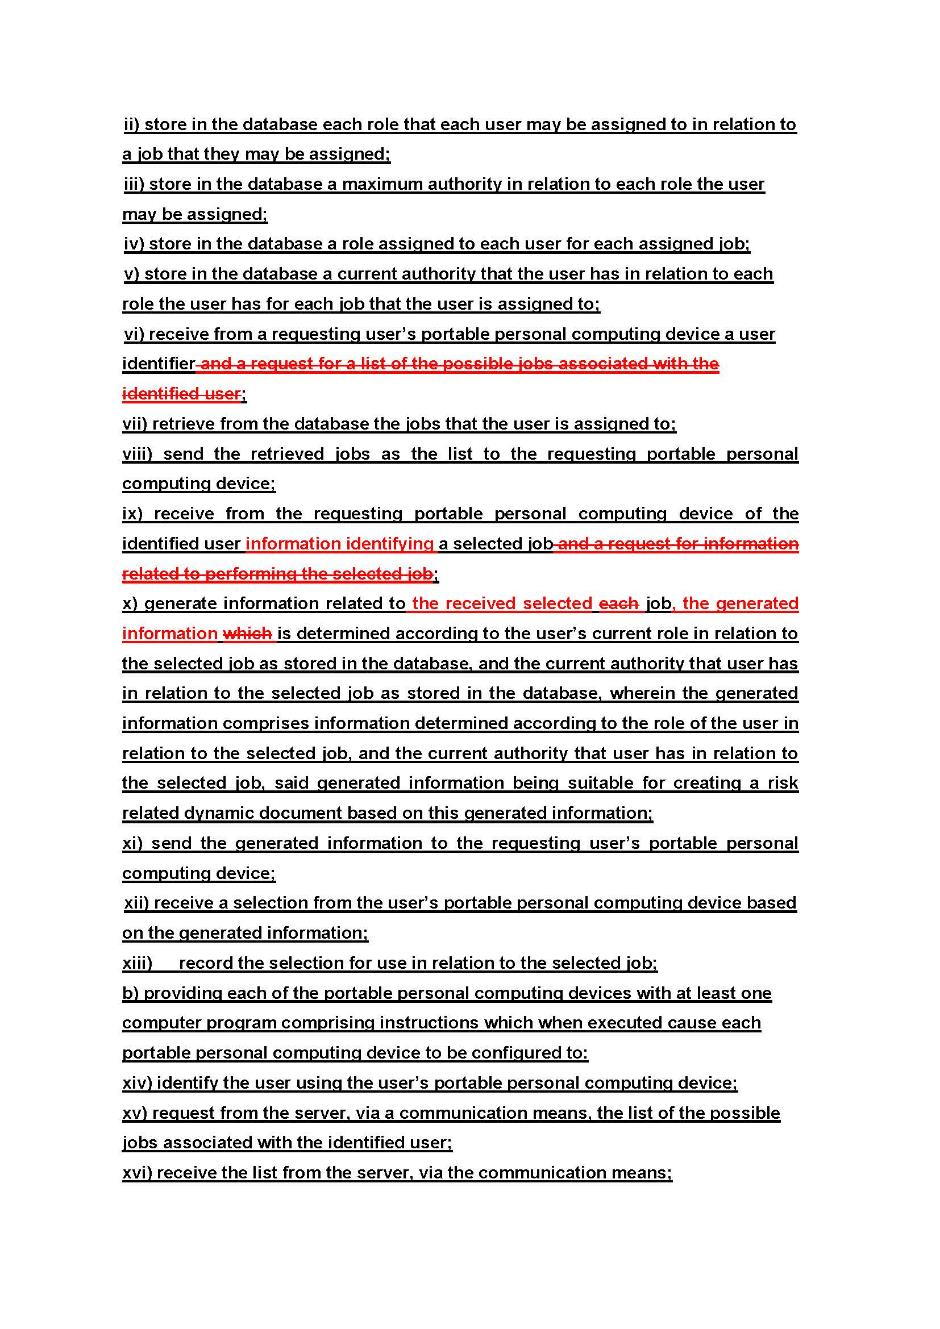 ii) store in the database each role that each user may be assigned to in relation to
a job that they may be assigned;
iii) store in the database a maximum authority in relation to each role the user
may be assigned;
iv) store in the database a role assigned to each user for each assigned job;
v) store in the database a current authority that the user has in relation to each
role the user has for each job that the user is assigned to;
vi) receive from a requesting user’s portable personal computing device a user
identifier and a request for a list of the possible jobs associated with the
identified user;
vii) retrieve from the database the jobs that the user is assigned to;
viii) send the retrieved jobs as the list to the requesting portable personal
computing device;
ix) receive from the requesting portable personal computing device of the
identified user information identifying a selected job and a request for information
related to performing the selected job;
x) generate information related to the received selected each job, the generated
information which is determined according to the user’s current role in relation to
the selected job as stored in the database, and the current authority that user has
in relation to the selected job as stored in the database, wherein the generated
information comprises information determined according to the role of the user in
relation to the selected job, and the current authority that user has in relation to
the selected job, said generated information being suitable for creating a risk
related dynamic document based on this generated information;
xi) send the generated information to the requesting user’s portable personal
computing device;
xii) receive a selection from the user’s portable personal computing device based
on the generated information;
xiii) record the selection for use in relation to the selected job;
b) providing each of the portable personal computing devices with at least one
computer program comprising instructions which when executed cause each
portable personal computing device to be configured to:
xiv) identify the user using the user’s portable personal computing device;
xv) request from the server, via a communication means, the list of the possible
jobs associated with the identified user;
xvi) receive the list from the server, via the communication means;